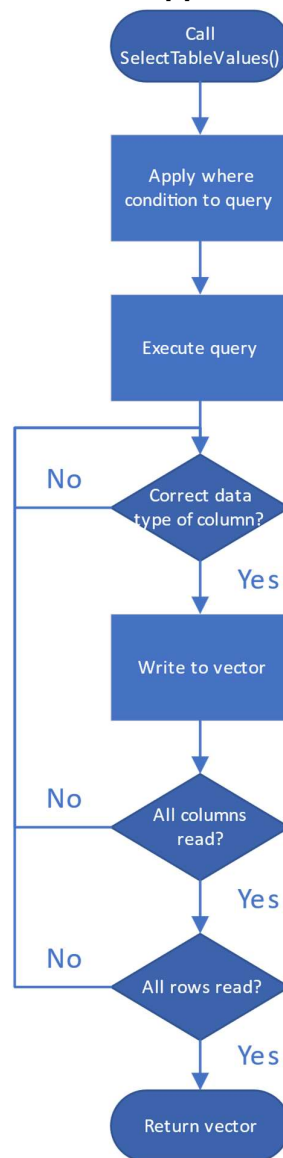 Call
SelectTableValues()
Apply where
condition to query
Execute query
No
Correct data
type of column?
Yes
Write to vector
No
All columns
read?
Yes
No
All rows read?
Yes
Return vector